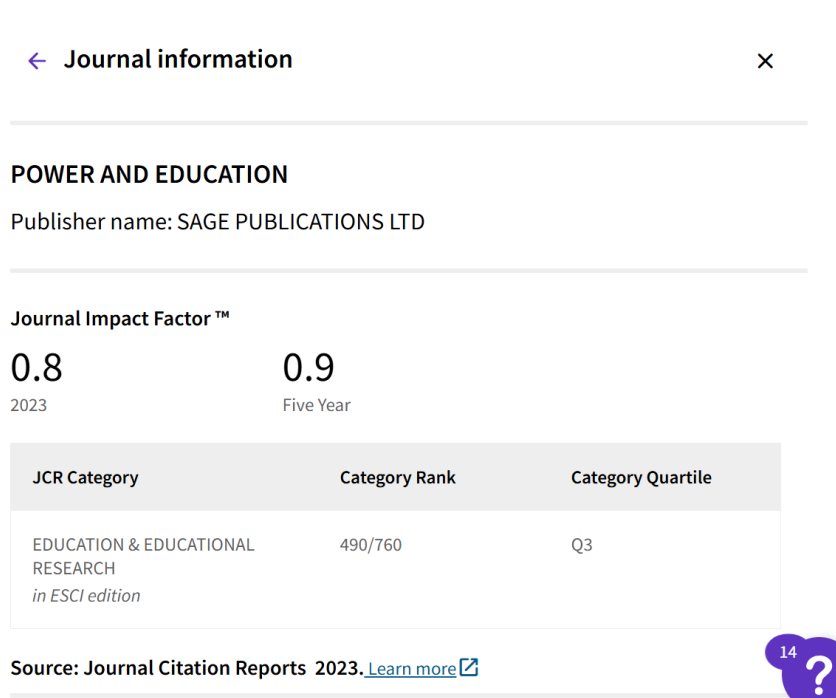 Journal information
POWER AND EDUCATION
Publisher name: SAGE PUBLICATIONS LTD
Journal Impact Factor ™
0.8 0.9
2023 Five Year
JCR Category Category Rank Category Quartile
EDUCATION & EDUCATIONAL 490/760 Q3
RESEARCH
in ESCI edition
Source: Journal Citation Reports 2023. Learn more
14
?